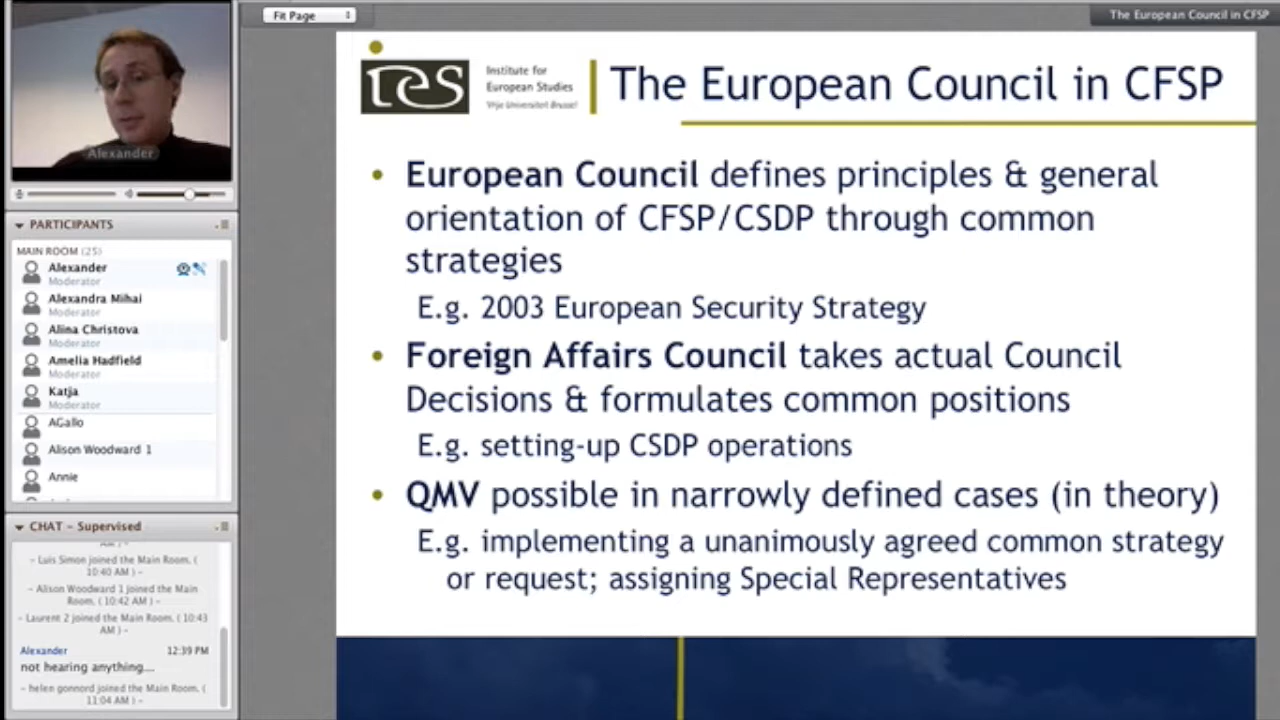 Fit Page
The European Council in CFSP
Alexander
PARTICIPANTS
MAIN ROOM (25)
Alexander
Moderator
Alexandra Mihai
Moderator
Alina Christova
Moderator
Amelia Hadfield
Moderator
Katja
Moderator
AGallo
Alison Woodward 1
Annie
CHAT - Supervised
AM ) -
- Luis Simon joined the Main Room. (
10:40 AM ) -
- Alison Woodward 1 joined the Main
Room. ( 10:42 AM ) -
- Laurent 2 joined the Main Room. ( 10:43
AM ) -
Alexander 12:39 PM
not hearing anything...
- helen gonnord joined the Main Room. (
11:04 AM ) -
ies
Institute for
European Studies
Vrije Universiteit Brussel
The European Council in CFSP
• European Council defines principles & general
orientation of CFSP/CSDP through common
strategies
E.g. 2003 European Security Strategy
• Foreign Affairs Council takes actual Council
Decisions & formulates common positions
E.g. setting-up CSDP operations
• QMV possible in narrowly defined cases (in theory)
E.g. implementing a unanimously agreed common strategy
or request; assigning Special Representatives